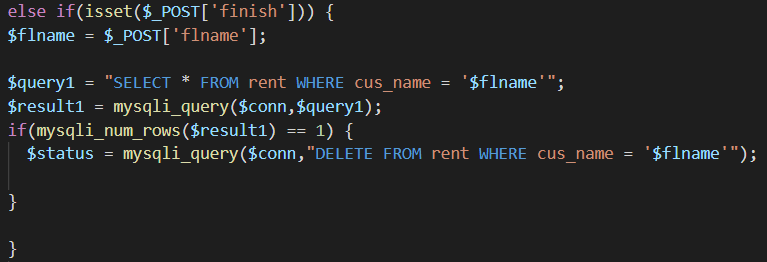 else if(isset($_POST['finish'])) {
$flname = $_POST['flname'];
$query1 = "SELECT * FROM rent WHERE cus_name = '$flname'";
$result1 = mysqli_query($conn,$query1);
if(mysqli_num_rows($result1) == 1) {
$status = mysqli_query($conn,"DELETE FROM rent WHERE cus_name = '$flname'");
}
}